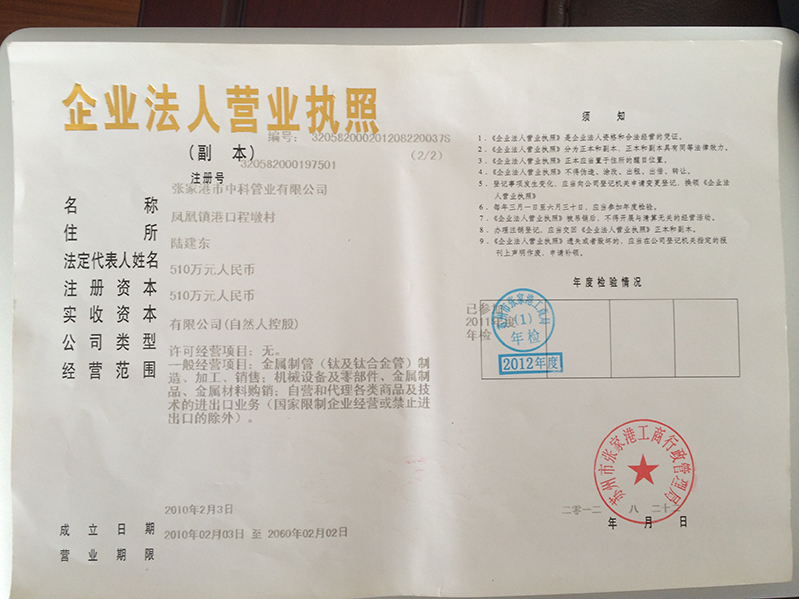 企业法人营业执照
(副 本)
编号: 320582000201208220037S
320582000197501
(2/2)
注册号
名称 张家港市中科管业有限公司
住所 凤凰镇港口程墩村
法定代表人姓名 陆建东
注册资本 510万元人民币
实收资本 510万元人民币
公司类型 有限公司(自然人控股)
经营范围 许可经营项目: 无。
一般经营项目: 金属制管(钛及钛合金管)制
造、加工、销售; 机械设备及零部件、金属制
品、金属材料购销; 自营和代理各类商品及技
术的进出口业务(国家限制企业经营或禁止进
出口的除外)。
成立日期 2010年2月3日
营业期限 2010年02月03日 至 2060年02月02日
须知
1.《企业法人营业执照》是企业法人资格和合法经营的凭证。
2.《企业法人营业执照》分为正本和副本, 正本和副本具有同等法律效力。
3.《企业法人营业执照》正本应当置于住所的醒目位置。
4.《企业法人营业执照》不得伪造、涂改、出租、出借、转让。
5. 登记事项发生变化, 应当向公司登记机关申请变更登记, 换领《企业法
人营业执照》
6. 每年三月一日至六月三十日, 应当参加年度检验。
7.《企业法人营业执照》被吊销后, 不得开展与清算无关的经营活动。
8. 办理注销登记, 应当交回《企业法人营业执照》正本和副本。
9.《企业法人营业执照》遗失或者毁坏的, 应当在公司登记机关指定的报
刊上声明作废, 申请补领。
年度检验情况
已参加
2011年度
年检
(1)
年检
2012年度
苏州市张家港工商行政管理局
二零一二 八 二十二
年 月 日